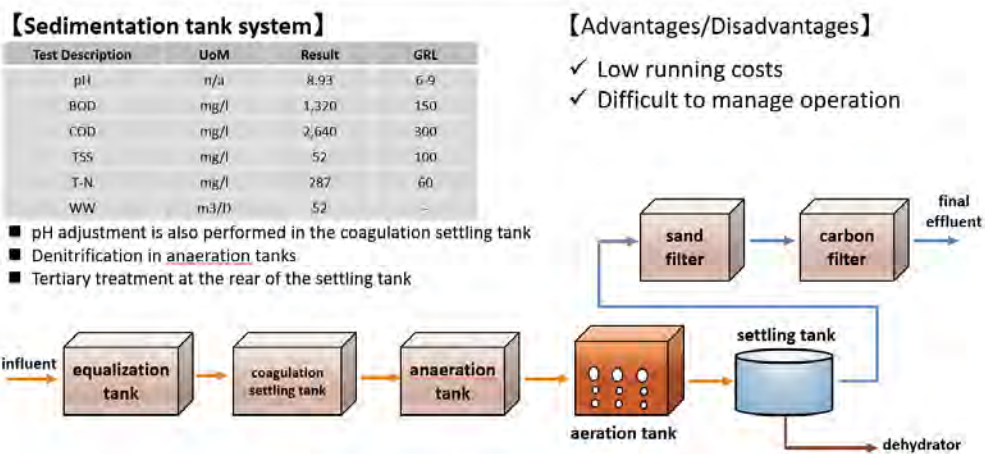 【Sedimentation tank system】
Test Description UoM Result GRL
pH n/a 8.93 6-9
BOD mg/l 1,320 150
COD mg/l 2,640 300
TSS mg/l 52 100
T-N mg/l 287 60
WW m3/D 52 -
■ pH adjustment is also performed in the coagulation settling tank
■ Denitrification in anaeration tanks
■ Tertiary treatment at the rear of the settling tank
【Advantages/Disadvantages】
✓ Low running costs
✓ Difficult to manage operation
sand
filter
carbon
filter
final
effluent
influent
equalization
tank
coagulation
settling tank
anaeration
tank
aeration tank
settling tank
dehydrator